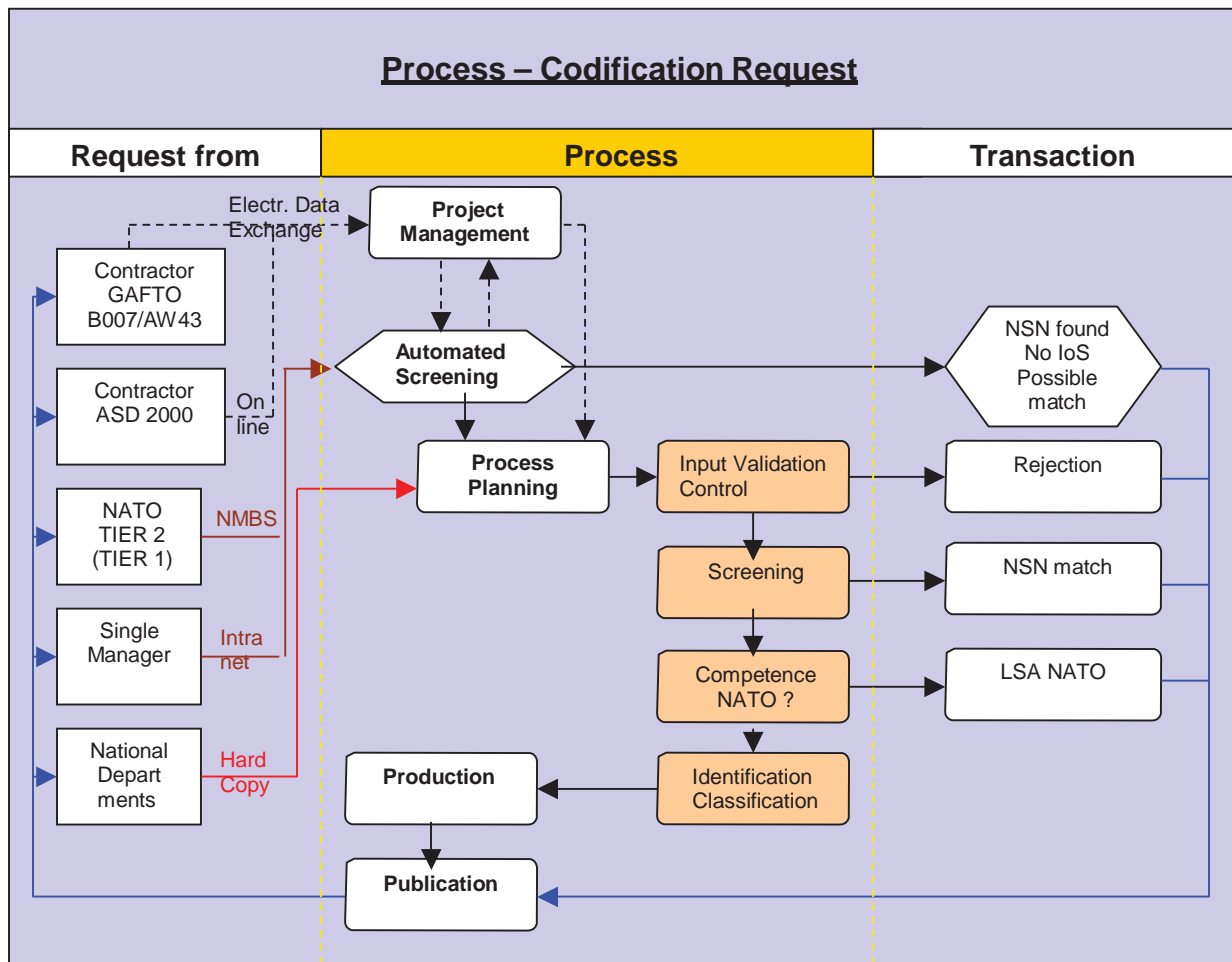 Process – Codification Request
Request from
Process
Transaction
Electr. Data
Exchange
Project
Management
Contractor
GAFTO
B007/AW43
Automated
Screening
NSN found
No IoS
Possible
match
Contractor
ASD 2000
On
line
Process
Planning
Input Validation
Control
Rejection
NATO
TIER 2
(TIER 1)
NMBS
Screening
NSN match
Single
Manager
Intra
net
Competence
NATO ?
LSA NATO
National
Depart
ments
Hard
Copy
Production
Identification
Classification
Publication